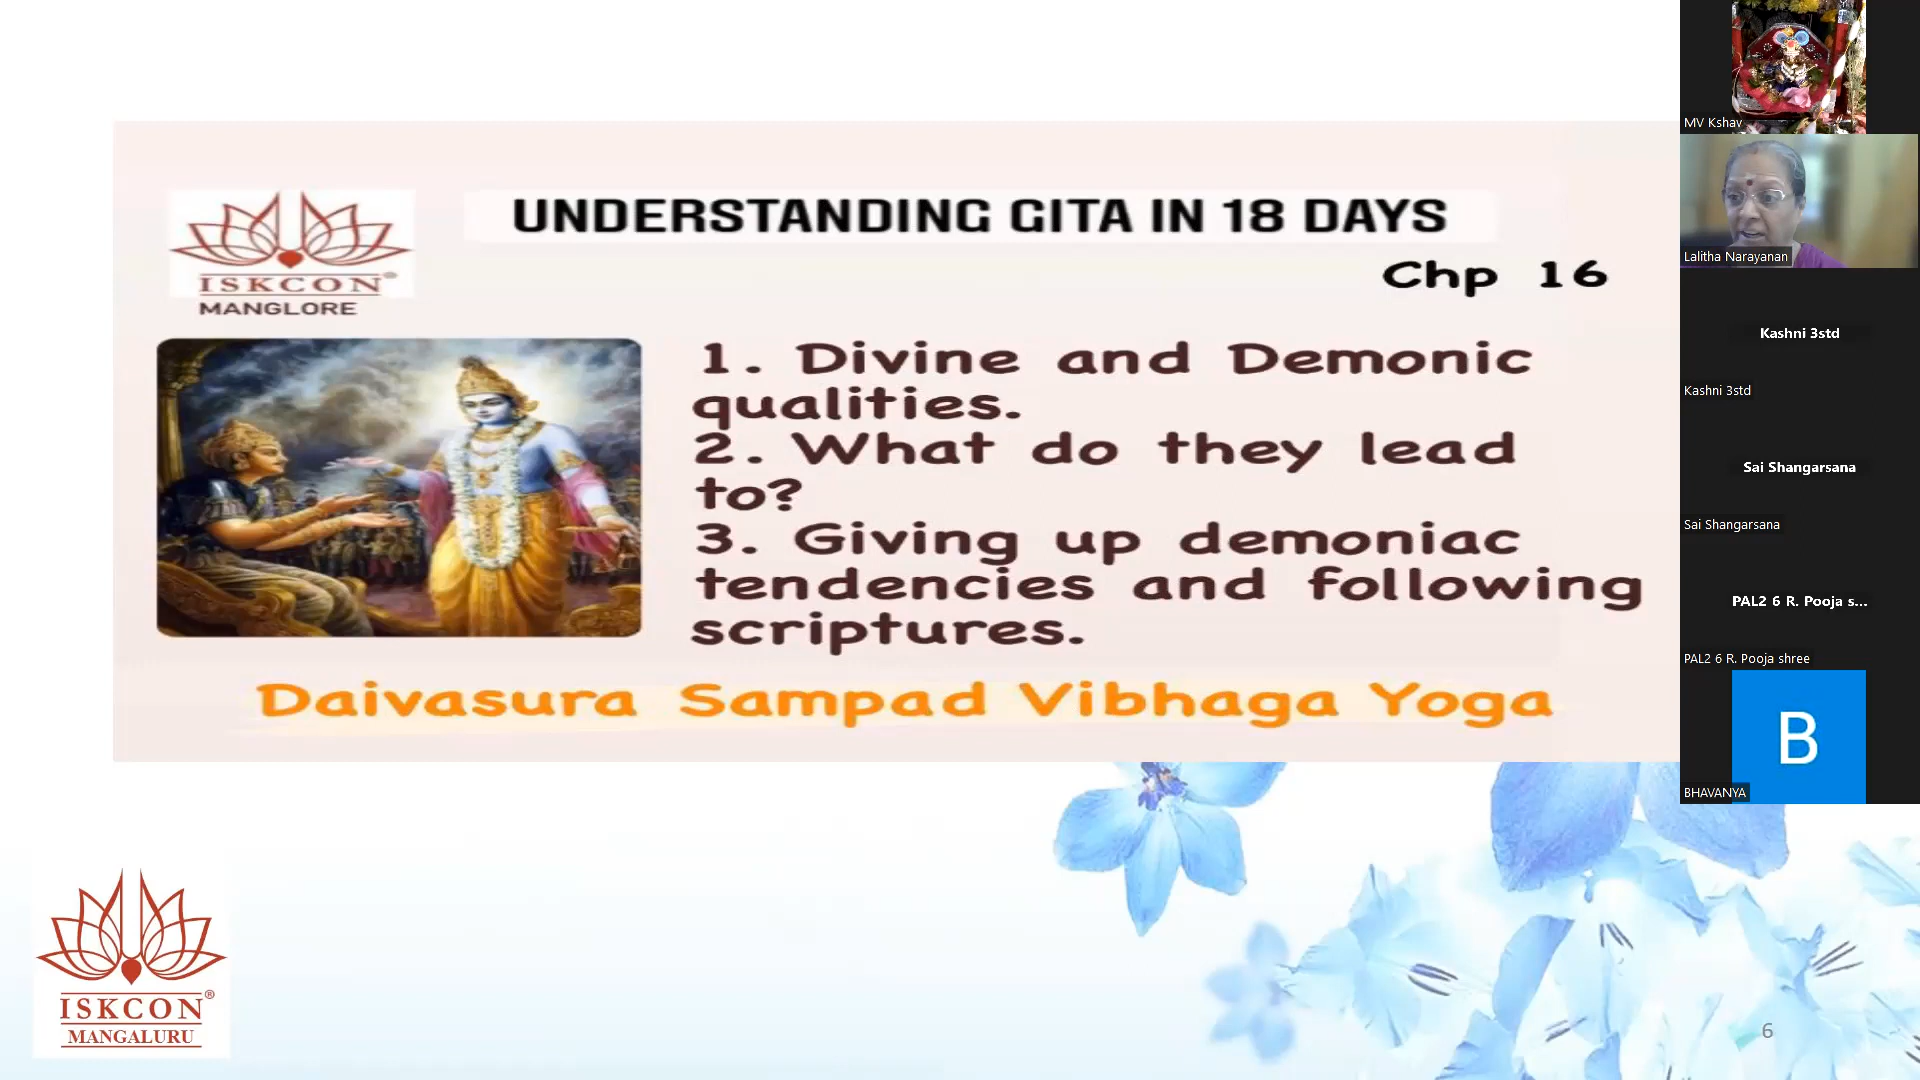 UNDERSTANDING GITA IN 18 DAYS
Chp 16
ISKCON®
MANGLORE
1. Divine and Demonic
qualities.
2. What do they lead
to?
3. Giving up demoniac
tendencies and following
scriptures.
Daivasura Sampad Vibhaga Yoga
ISKCON®
MANGALURU
6
MV Kshav
Lalitha Narayanan
Kashni 3std
Kashni 3std
Sai Shangarsana
Sai Shangarsana
PAL2 6 R. Pooja s...
PAL2 6 R. Pooja shree
B
BHAVANYA